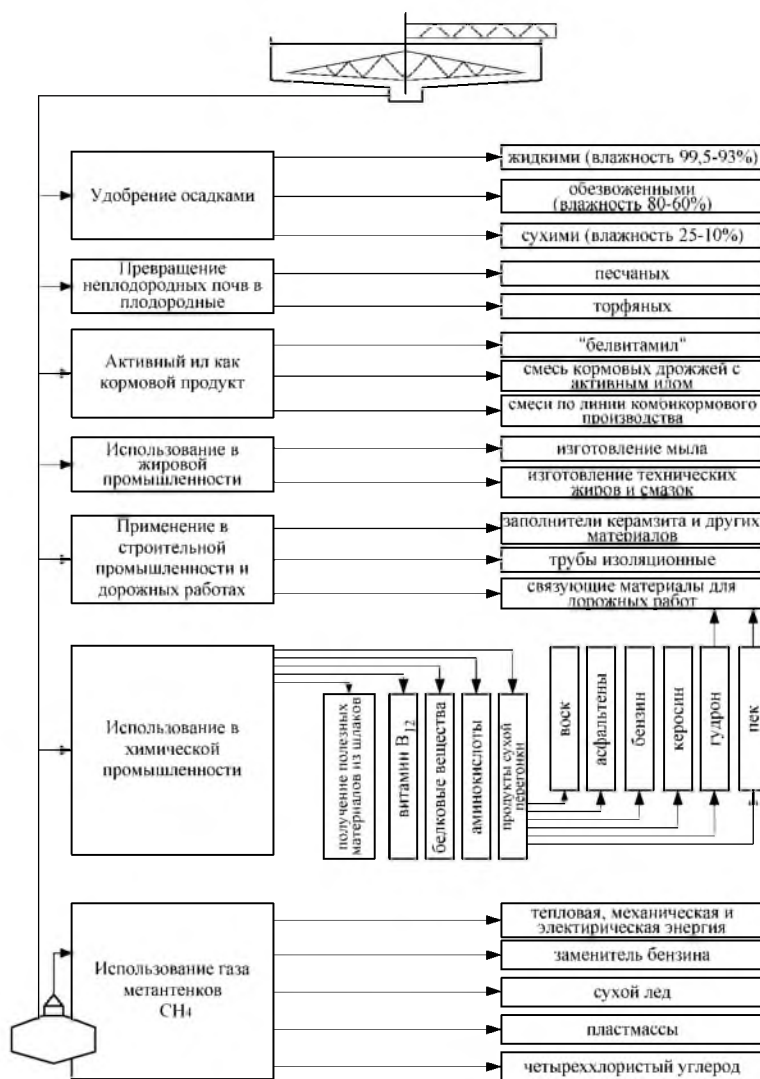 Удобрение осадками
жидкими (влажность 99,5-93%)
обезвоженными
(влажность 80-60%)
сухими (влажность 25-10%)
Превращение
неплодородных почв в
плодородные
песчаных
торфяных
Активный ил как
кормовой продукт
"белвитамил"
смесь кормовых дрожжей с
активным илом
смеси по линии комбикормового
производства
Использование в
жировой
промышленности
изготовление мыла
изготовление технических
жиров и смазок
Применение в
строительной
промышленности и
дорожных работах
заполнители керамзита и других
материалов
трубы изоляционные
связующие материалы для
дорожных работ
Использование в
химической
промышленности
получение полезных
материалов из шлаков
витамин В12
белковые вещества
аминокислоты
продукты сухой
перегонки
воск
асфальтены
бензин
керосин
гудрон
пек
Использование газа
метантенков
CH4
тепловая, механическая и
электирическая энергия
заменитель бензина
сухой лед
пластмассы
четыреххлористый углерод